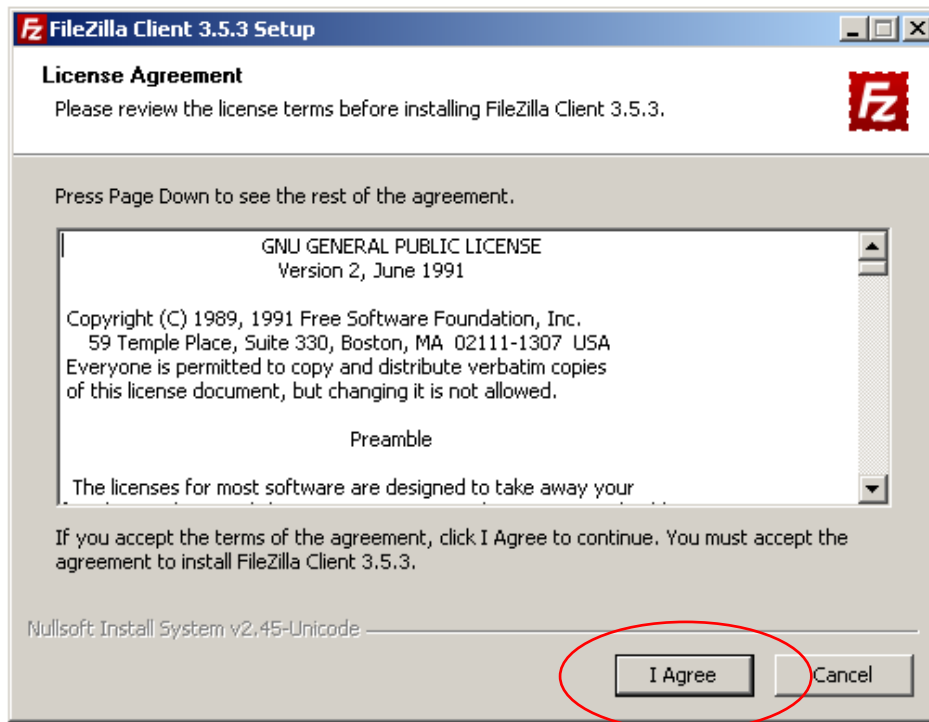 FileZilla Client 3.5.3 Setup
License Agreement
Please review the license terms before installing FileZilla Client 3.5.3.
Fz
Press Page Down to see the rest of the agreement.
GNU GENERAL PUBLIC LICENSE
Version 2, June 1991
Copyright (C) 1989, 1991 Free Software Foundation, Inc.
59 Temple Place, Suite 330, Boston, MA 02111-1307 USA
Everyone is permitted to copy and distribute verbatim copies
of this license document, but changing it is not allowed.
Preamble
The licenses for most software are designed to take away your
If you accept the terms of the agreement, click I Agree to continue. You must accept the
agreement to install FileZilla Client 3.5.3.
Nullsoft Install System v2.45-Unicode
I Agree
Cancel